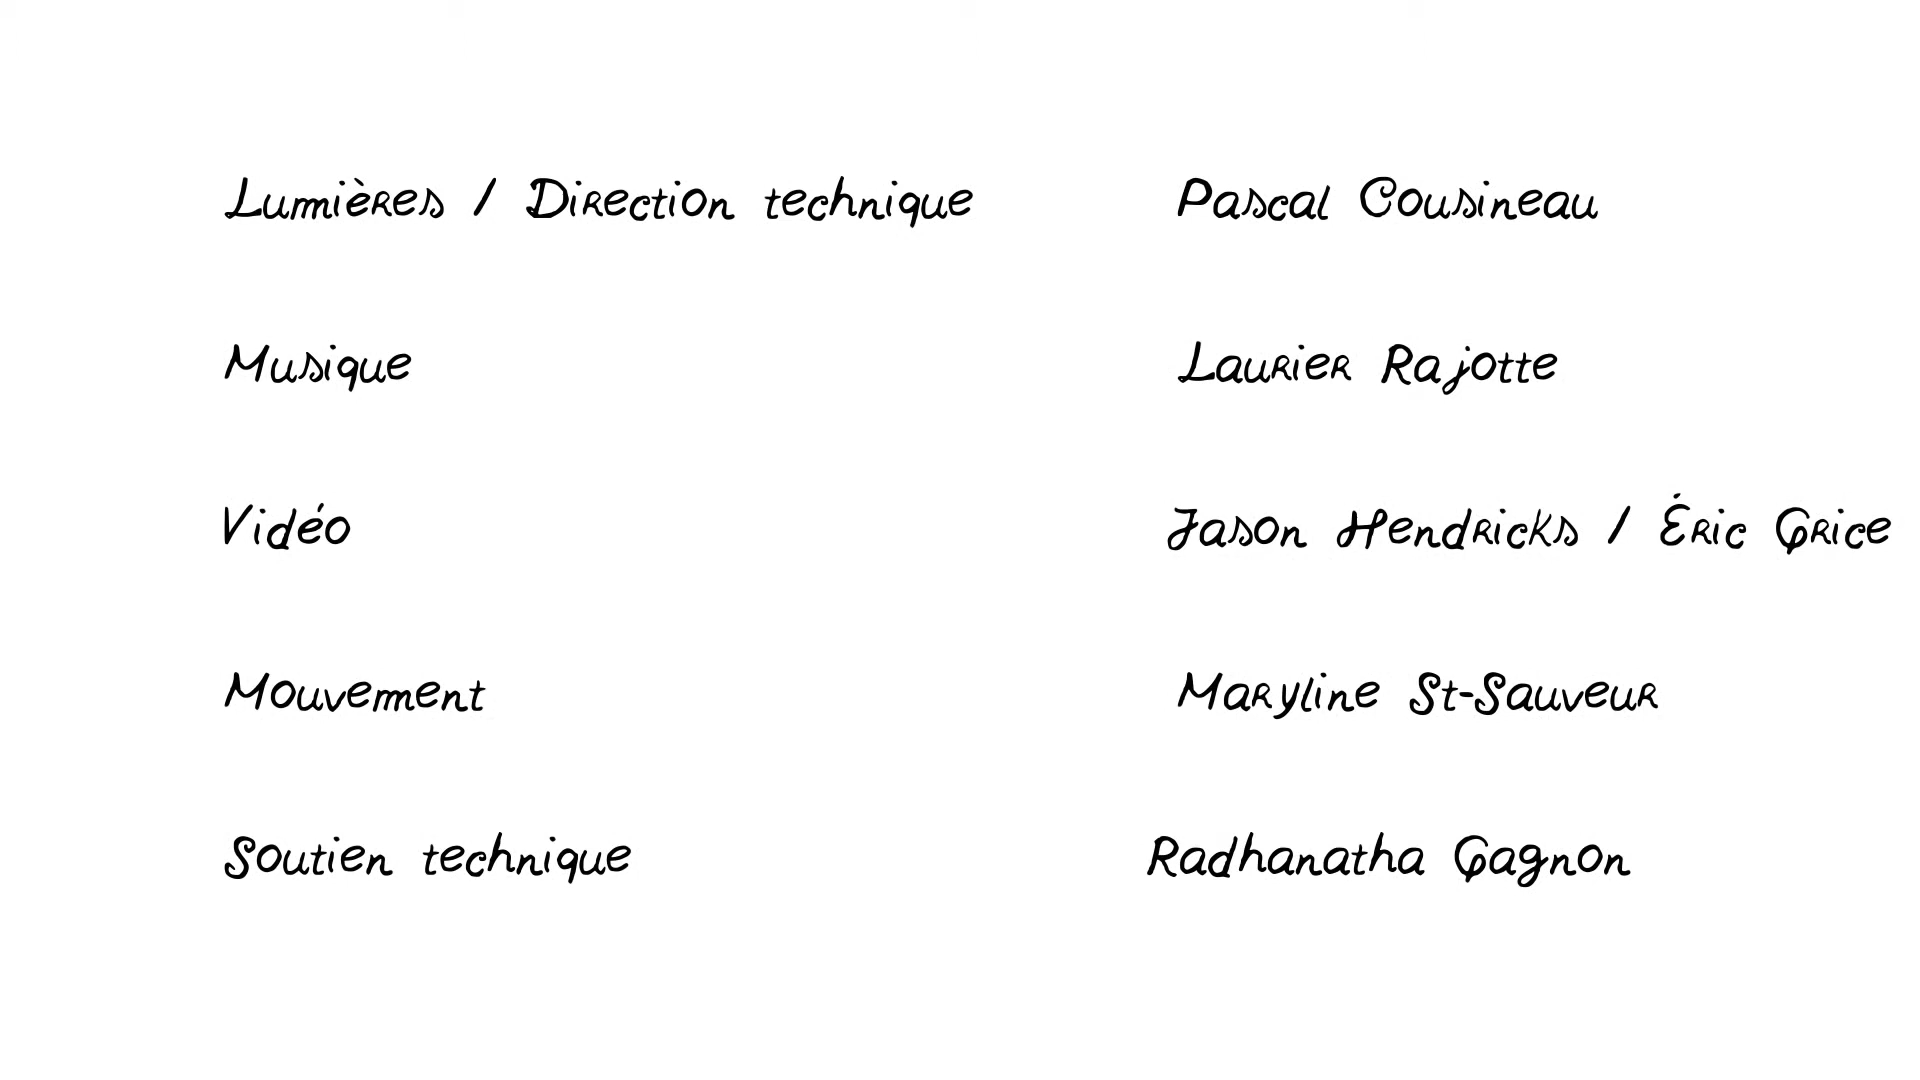 Lumières / Direction technique Pascal Cousineau
Musique Laurier Rajotte
Vidéo Jason Hendricks / Éric Grice
Mouvement Maryline St-Sauveur
Soutien technique Radhanatha Gagnon